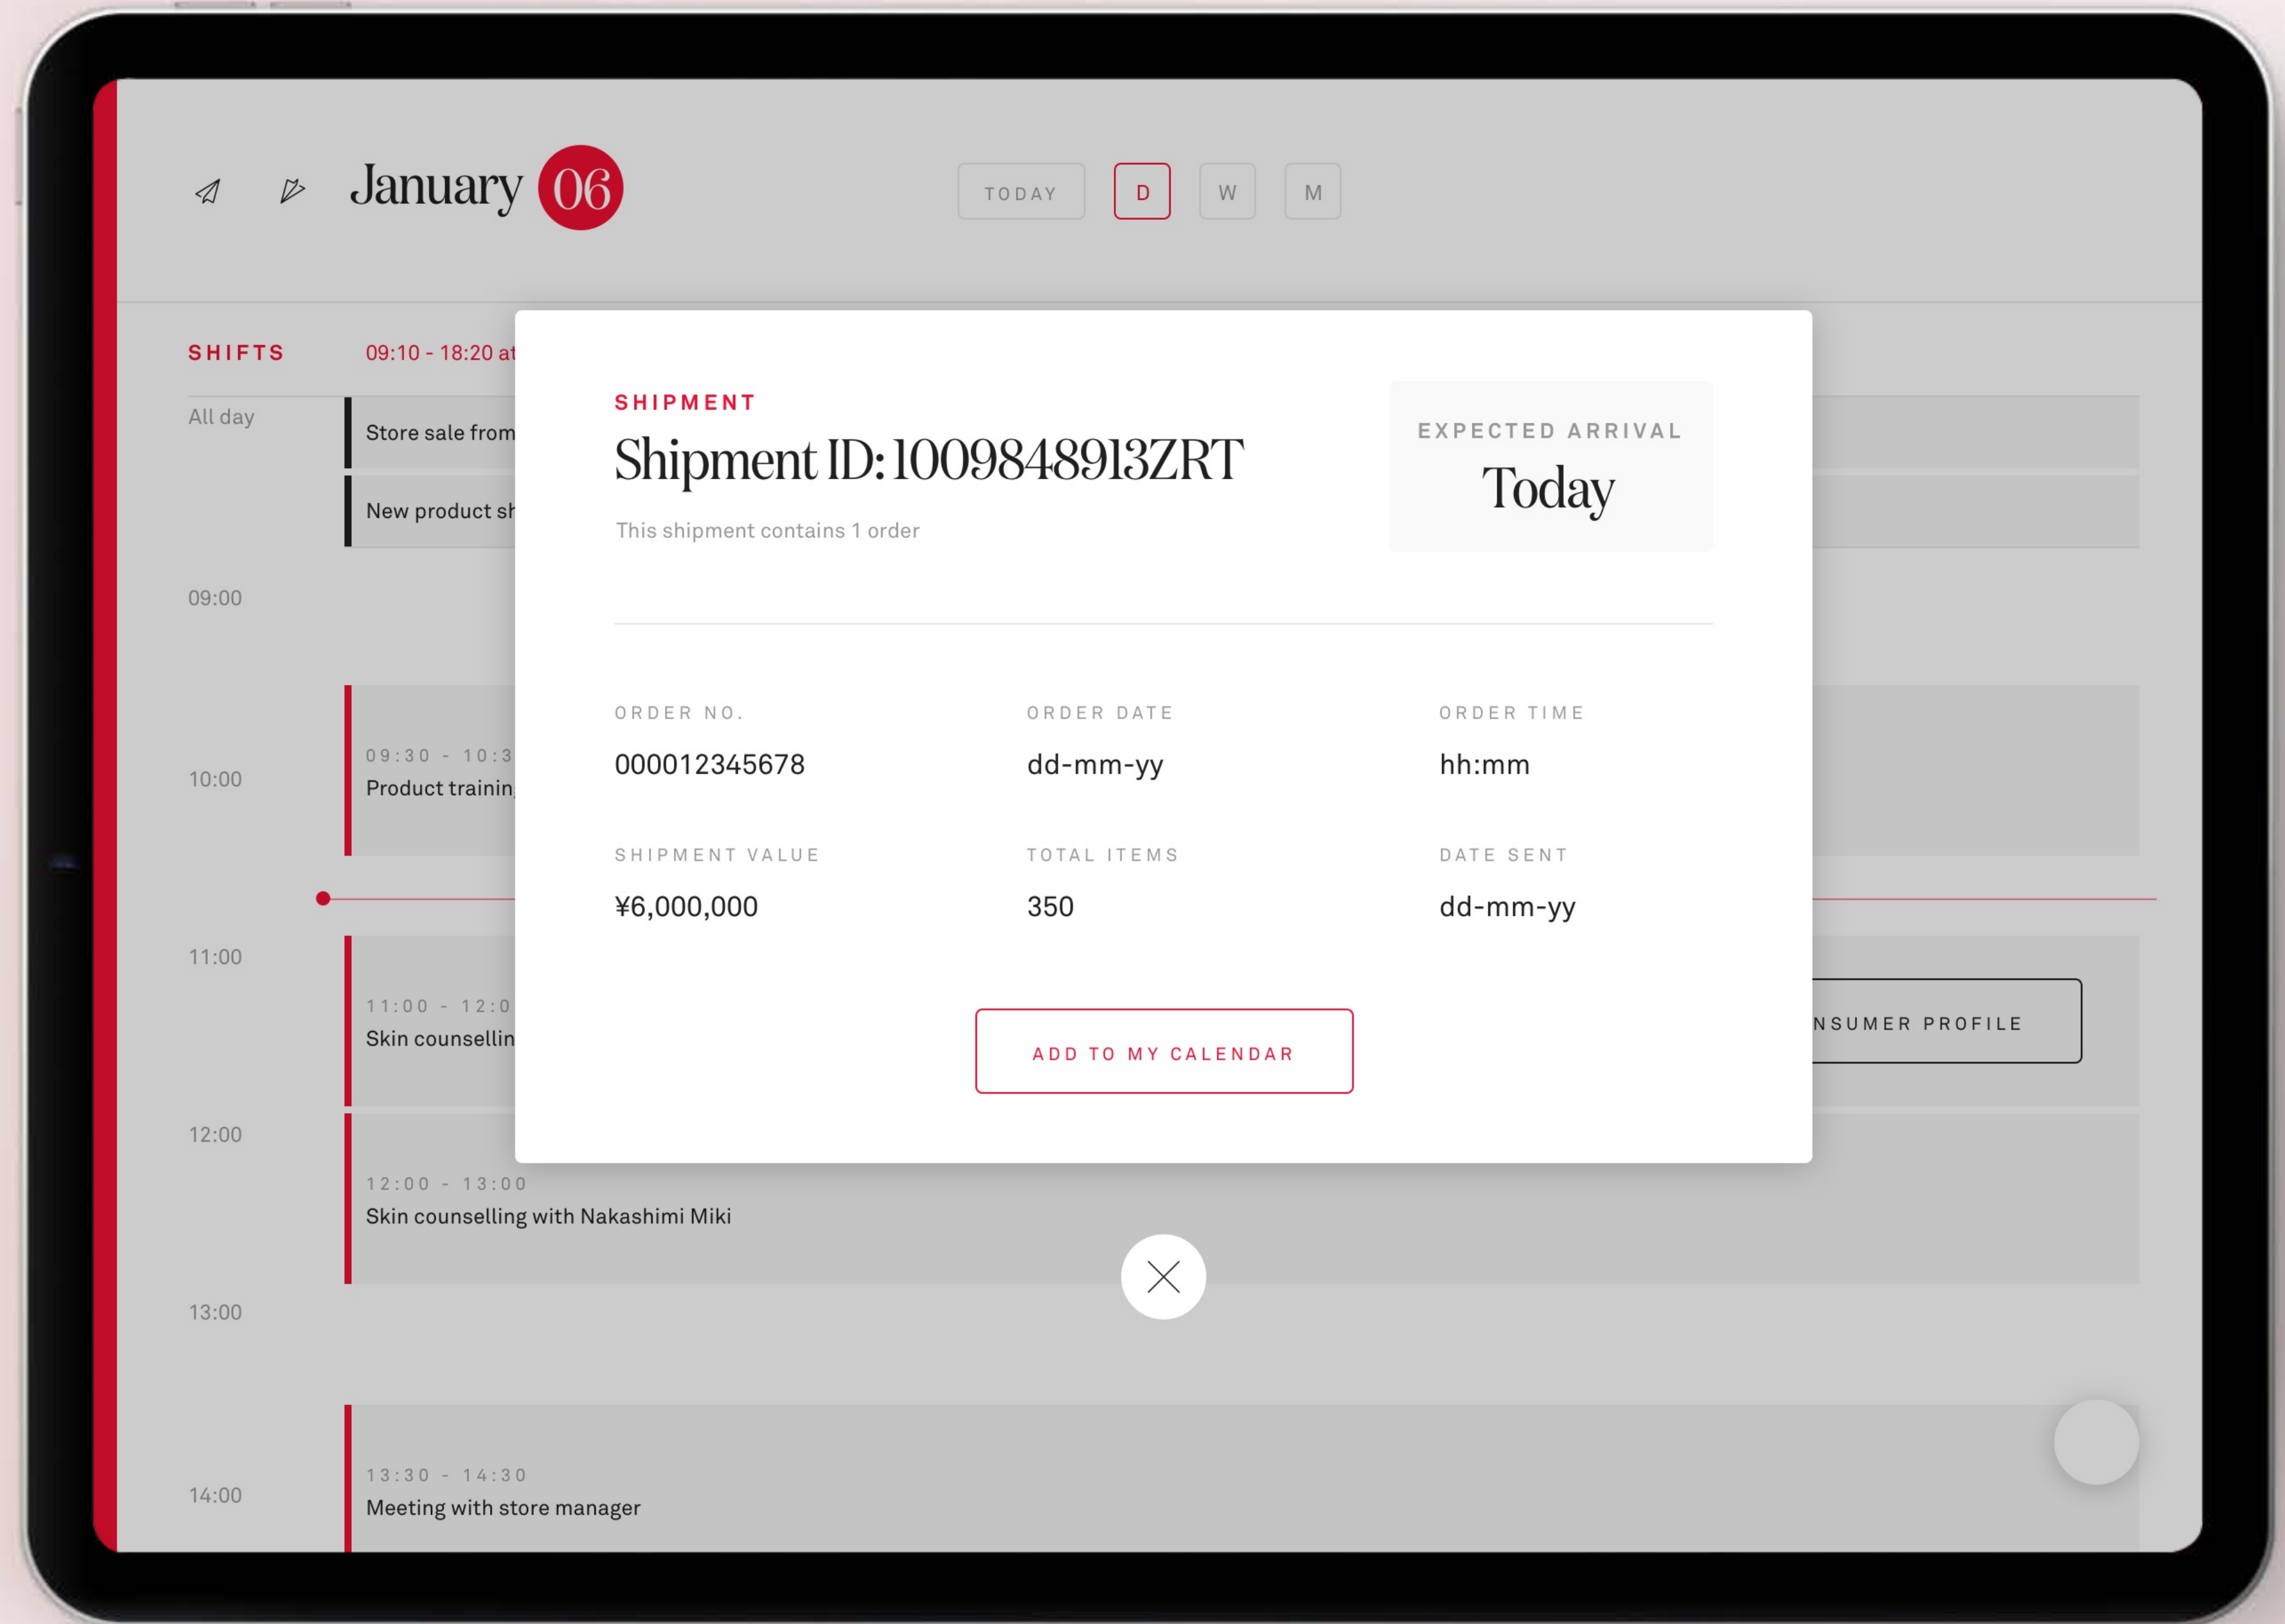 January 06
TODAY D W M
SHIFTS 09:10 - 18:20 at
All day
Store sale from
New product sh
09:00
09:30 - 10:3
10:00
Product training
11:00
11:00 - 12:0
Skin counsellin
NSUMER PROFILE
12:00
12:00 - 13:00
Skin counselling with Nakashimi Miki
13:00
13:30 - 14:30
14:00
Meeting with store manager
SHIPMENT
Shipment ID: 1009848913ZRT
This shipment contains 1 order
EXPECTED ARRIVAL
Today
ORDER NO. ORDER DATE ORDER TIME
000012345678 dd-mm-yy hh:mm
SHIPMENT VALUE TOTAL ITEMS DATE SENT
¥6,000,000 350 dd-mm-yy
ADD TO MY CALENDAR